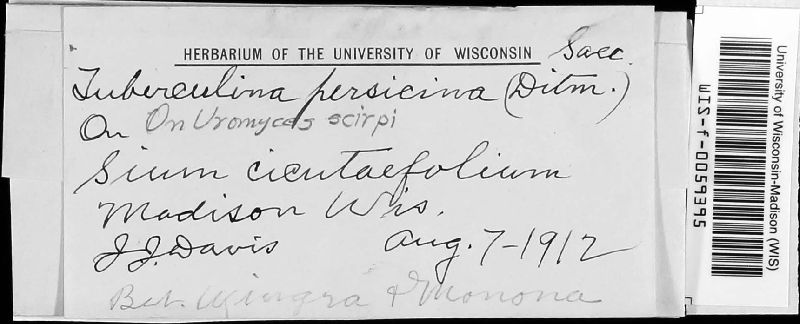 HERBARIUM OF THE UNIVERSITY OF WISCONSIN
Tuberculina persicina (Ditm.) Sacc.
On On Uromyces scirpi
Sium cicutaefolium
Madison Wis.
J.J. Davis Aug. 7-1912
Bet. Wingra & Monona
University of Wisconsin-Madison (WIS)
WIS-f-0059395